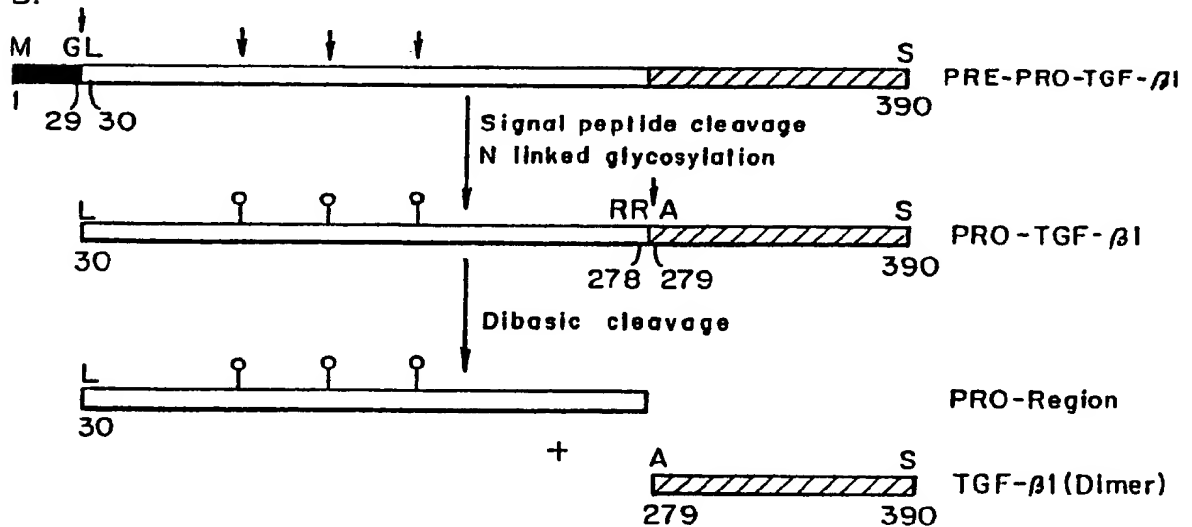 B.
M GL S
PRE-PRO-TGF-β1
1 29 30 390
Signal peptide cleavage
N linked glycosylation
L RR A S
PRO-TGF-β1
30 278 279 390
Dibasic cleavage
L
PRO-Region
30
+
A S
TGF-β1(Dimer)
279 390